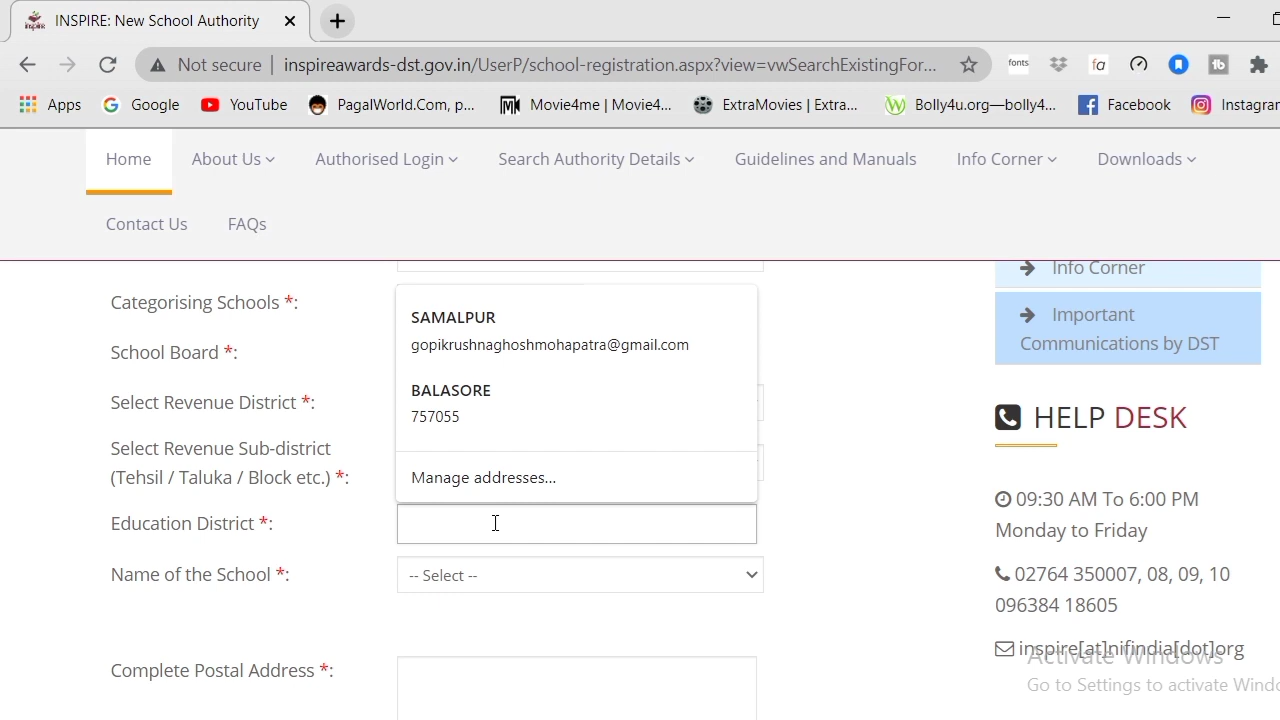 INSPIRE: New School Authority
Not secure | inspireawards-dst.gov.in/UserP/school-registration.aspx?view=vwSearchExistingFor...
fonts
fa
Apps Google YouTube PagalWorld.Com, p... Movie4me | Movie4... ExtraMovies | Extra... Bolly4u.org—bolly4... Facebook Instagrar
Home About Us Authorised Login Search Authority Details Guidelines and Manuals Info Corner Downloads
Contact Us FAQs
Info Corner
Categorising Schools *:
SAMALPUR
Important
gopikrushnaghoshmohapatra@gmail.com
Communications by DST
School Board *:
BALASORE
Select Revenue District *:
757055
HELP DESK
Select Revenue Sub-district
(Tehsil / Taluka / Block etc.) *:
Manage addresses...
09:30 AM To 6:00 PM
Monday to Friday
Education District *:
Name of the School *: -- Select --
02764 350007, 08, 09, 10
096384 18605
inspire[at]nifindia[dot]org
Activate Windows
Complete Postal Address *:
Go to Settings to activate Windo